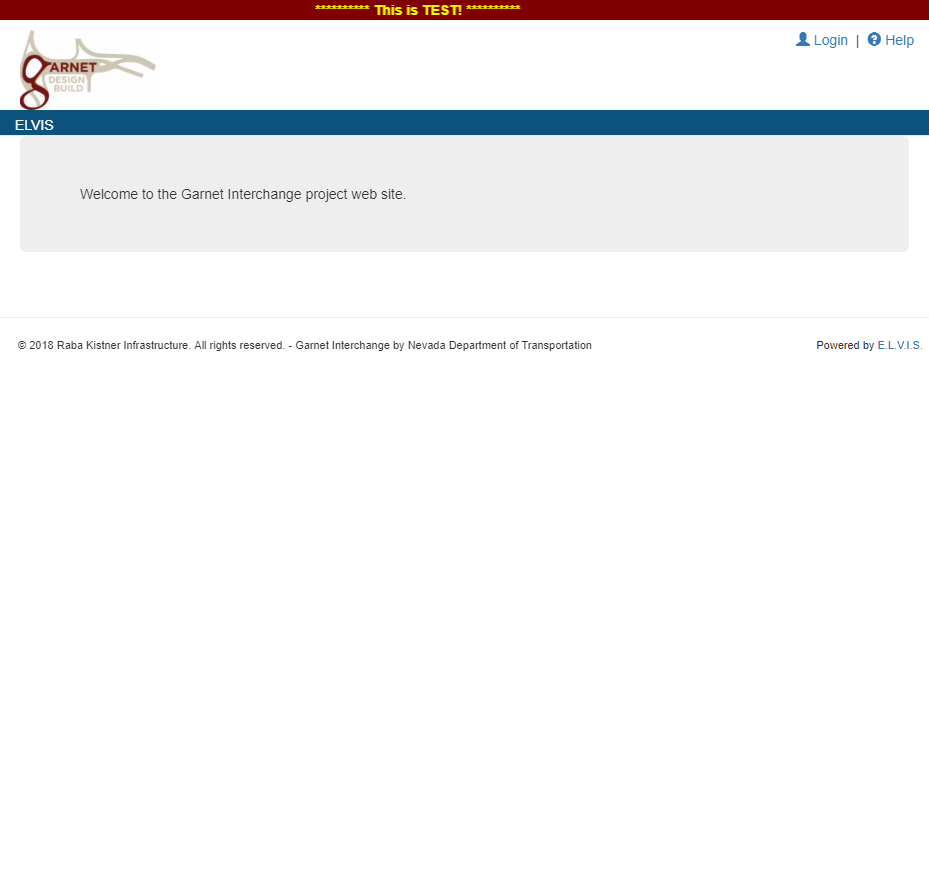 ********** This is TEST! **********
Login | Help
gARNET
DESIGN
BUILD
ELVIS
Welcome to the Garnet Interchange project web site.
© 2018 Raba Kistner Infrastructure. All rights reserved. - Garnet Interchange by Nevada Department of Transportation
Powered by E.L.V.I.S.